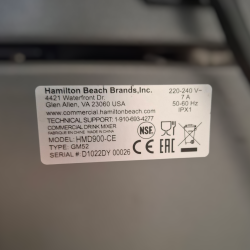 Hamilton Beach Brands,Inc.
4421 Waterfront Dr
Glen Allen, VA 23060 USA
www.commercial.hamiltonbeach.com
TECHNICAL SUPPORT: 1-910-693-4277
COMMERCIAL DRINK MIXER
MODEL: HMD900-CE
TYPE: GM52
SERIAL #: D1022DY 00026
220-240 V~
7 A
50-60 Hz
IPX1
NSF
CE